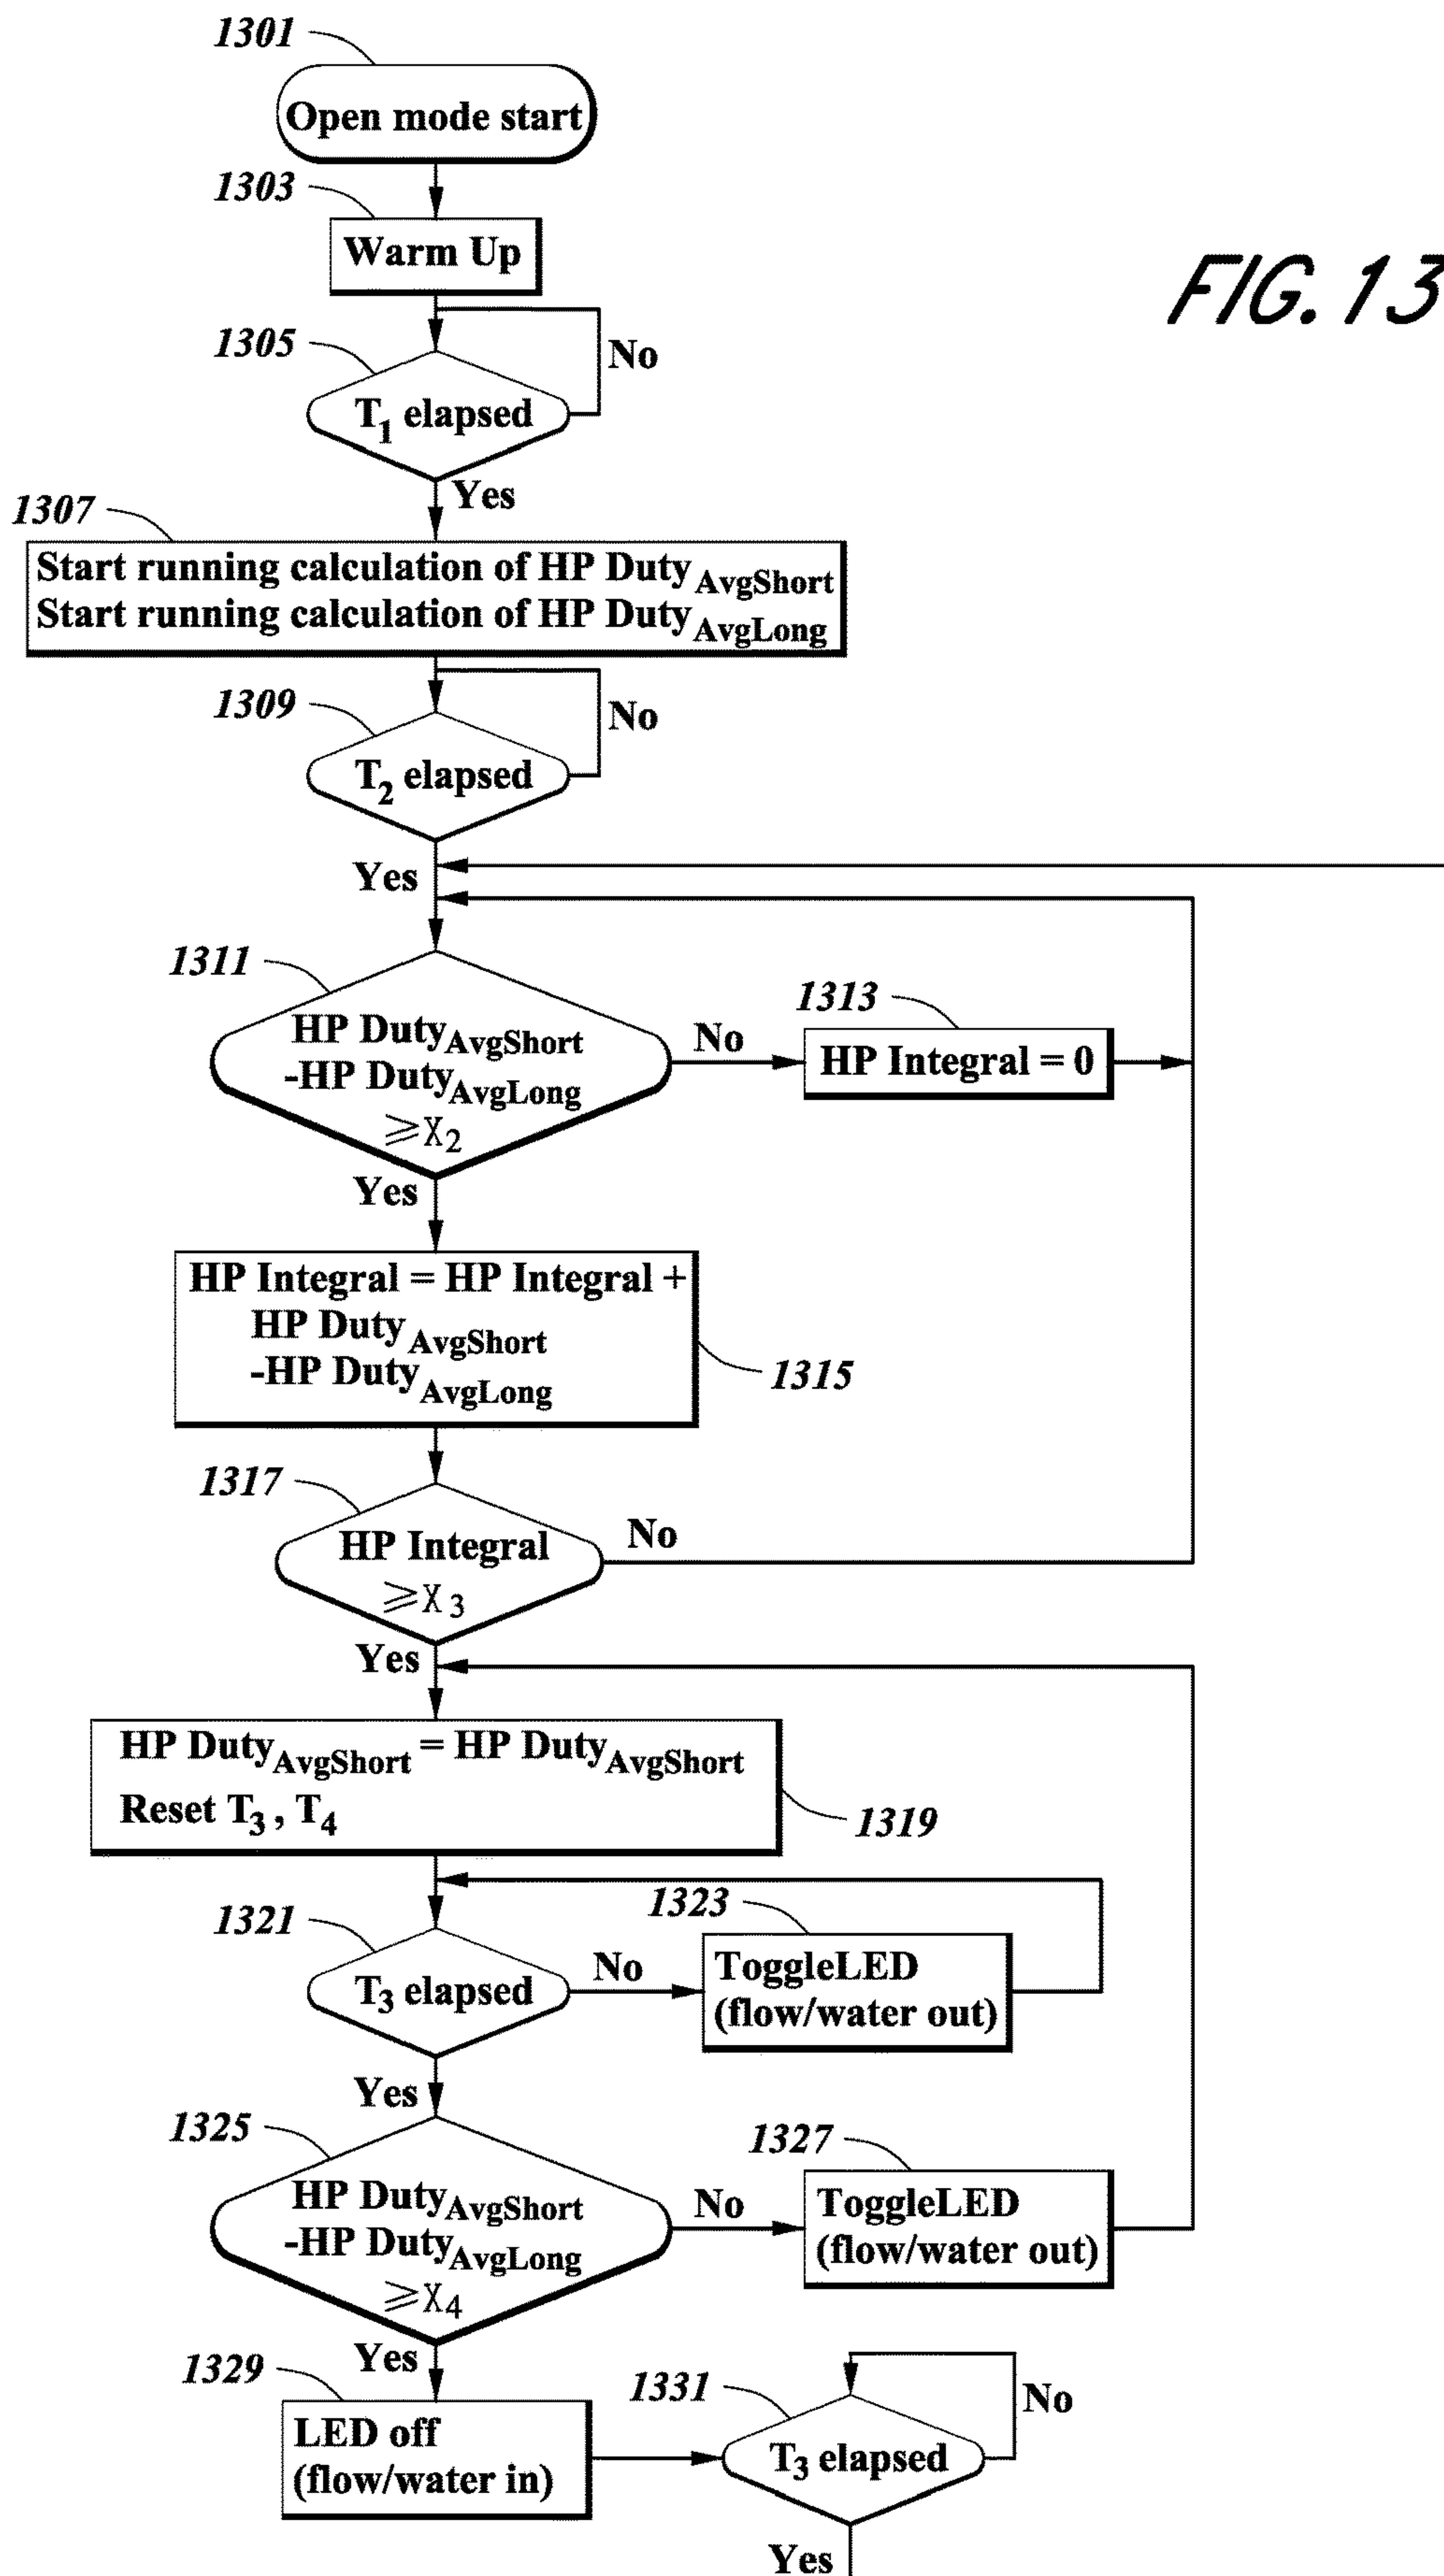 1301
Open mode start
1303
Warm Up
FIG. 13
1305
No
T1 elapsed
Yes
1307
Start running calculation of HP DutyAvgShort
Start running calculation of HP DutyAvgLong
1309
No
T2 elapsed
Yes
1311
HP DutyAvgShort
-HP DutyAvgLong
≥X2
No
1313
HP Integral = 0
Yes
HP Integral = HP Integral +
HP DutyAvgShort
-HP DutyAvgLong
1315
1317
HP Integral
≥X3
No
Yes
HP DutyAvgShort = HP DutyAvgShort
Reset T3 , T4
1319
1321
T3 elapsed
No
1323
ToggleLED
(flow/water out)
Yes
1325
HP DutyAvgShort
-HP DutyAvgLong
≥X4
No
1327
ToggleLED
(flow/water out)
Yes
1329
LED off
(flow/water in)
1331
No
T3 elapsed
Yes